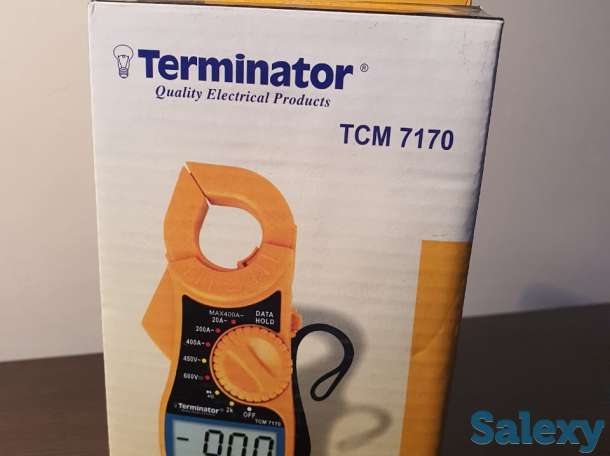 Terminator®
Quality Electrical Products
TCM 7170
MAX400A~
20A~
DATA
HOLD
200A~
400A~
450V~
600V
2k
OFF
Terminator
TCM 7170
-000
Salexy